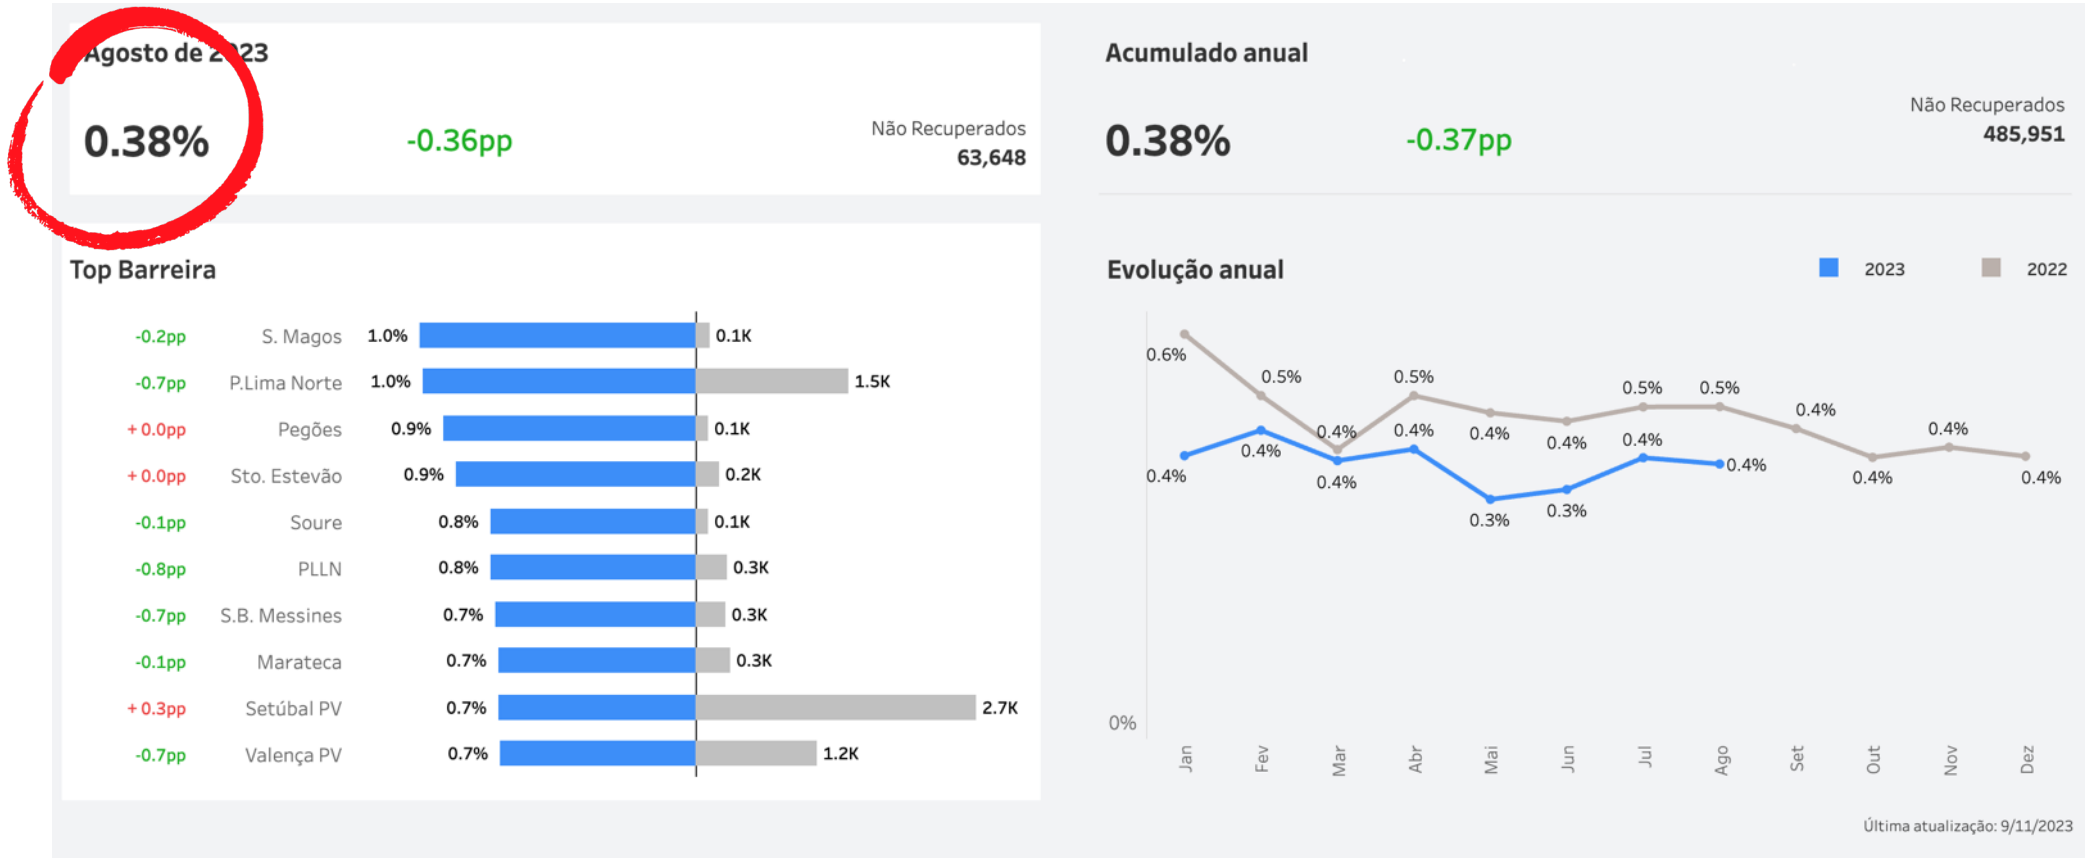 Agosto de 2023
0.38%
-0.36pp
Não Recuperados
63,648
Acumulado anual
0.38%
-0.37pp
Não Recuperados
485,951
Top Barreira
-0.2pp S. Magos 1.0% 0.1K
-0.7pp P.Lima Norte 1.0% 1.5K
+ 0.0pp Pegões 0.9% 0.1K
+ 0.0pp Sto. Estevão 0.9% 0.2K
-0.1pp Soure 0.8% 0.1K
-0.8pp PLLN 0.8% 0.3K
-0.7pp S.B. Messines 0.7% 0.3K
-0.1pp Marateca 0.7% 0.3K
+ 0.3pp Setúbal PV 0.7% 2.7K
-0.7pp Valença PV 0.7% 1.2K
Evolução anual
2023 2022
0.6% 0.5% 0.4% 0.5% 0.4% 0.4% 0.5% 0.5% 0.4% 0.4% 0.4% 0.4%
0.4% 0.4% 0.4% 0.4% 0.3% 0.3% 0.4% 0.4%
0%
Jan Fev Mar Abr Mai Jun Jul Ago Set Out Nov Dez
Última atualização: 9/11/2023